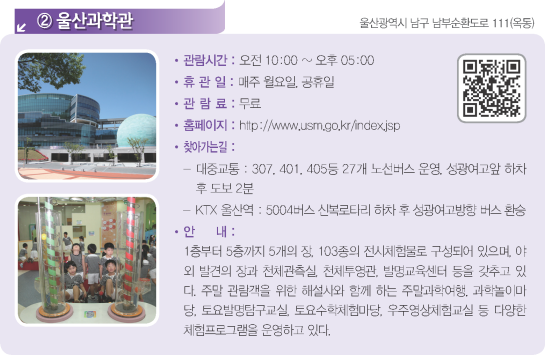 ② 울산과학관
울산광역시 남구 남부순환도로 111(옥동)
• 관람시간 : 오전 10:00 ~ 오후 05:00
• 휴 관 일 : 매주 월요일, 공휴일
• 관 람 료 : 무료
• 홈페이지 : http://www.usm.go.kr/index.jsp
• 찾아가는길 :
– 대중교통 : 307, 401, 405등 27개 노선버스 운영, 성광여고앞 하차
후 도보 2분
– KTX 울산역 : 5004버스 신복로타리 하차 후 성광여고방향 버스 환승
• 안 내 :
1층부터 5층까지 5개의 장, 103종의 전시체험물로 구성되어 있으며, 야
외 발견의 장과 천체관측실, 천체투영관, 발명교육센터 등을 갖추고 있
다. 주말 관람객을 위한 해설사와 함께 하는 주말과학여행, 과학놀이마
당, 토요발명탐구교실, 토요수학체험마당, 우주영상체험교실 등 다양한
체험프로그램을 운영하고 있다.